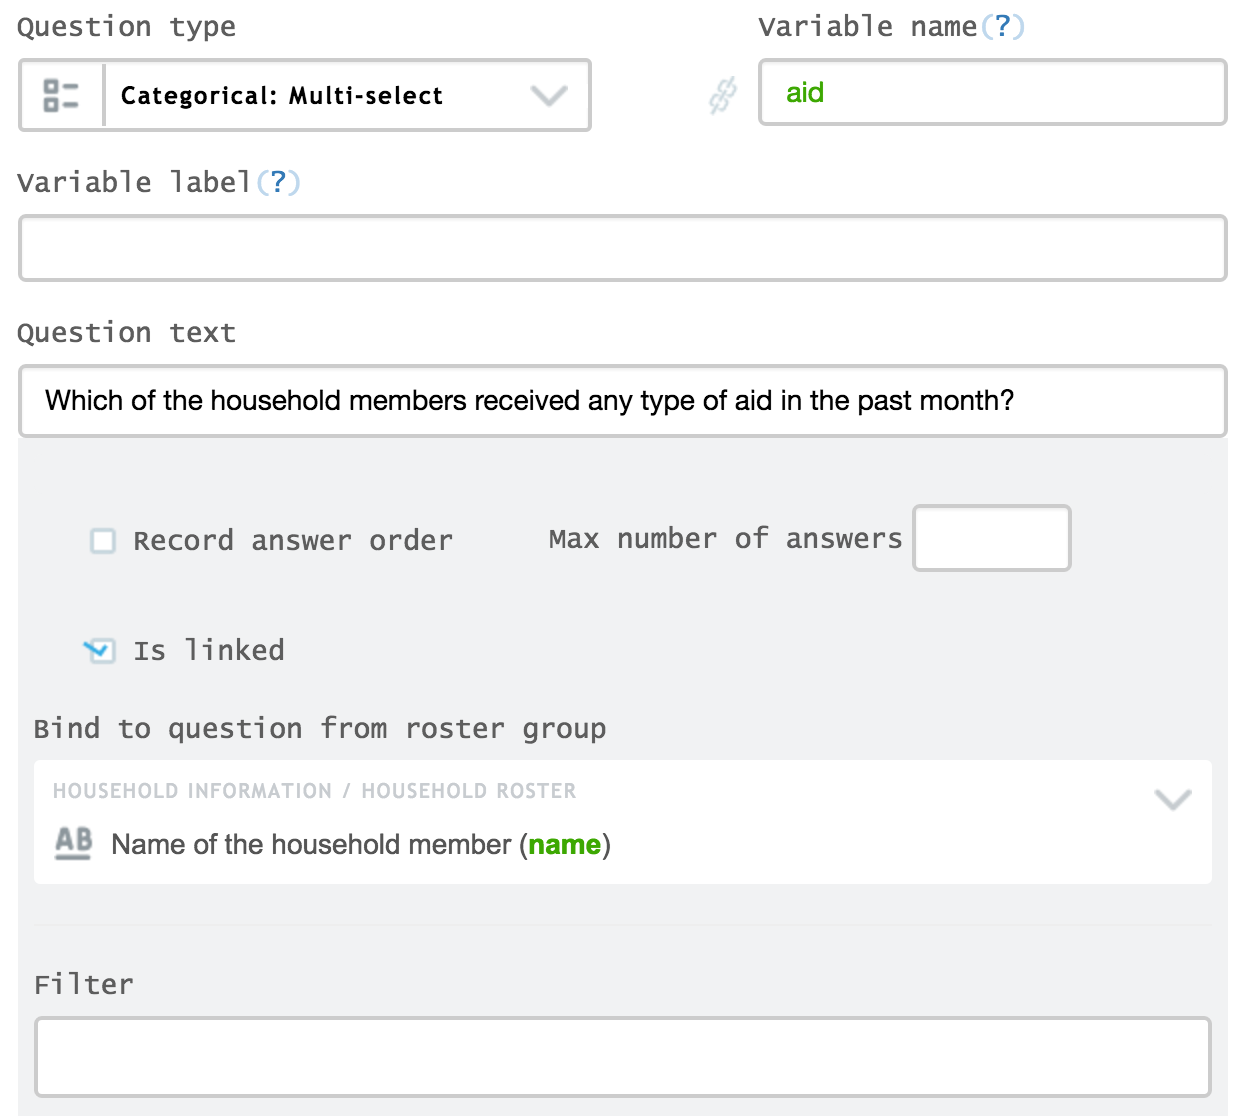 Question type
Variable name(?)
Categorical: Multi-select
aid
Variable label(?)
Question text
Which of the household members received any type of aid in the past month?
Record answer order
Max number of answers
Is linked
Bind to question from roster group
HOUSEHOLD INFORMATION / HOUSEHOLD ROSTER
AB Name of the household member (name)
Filter